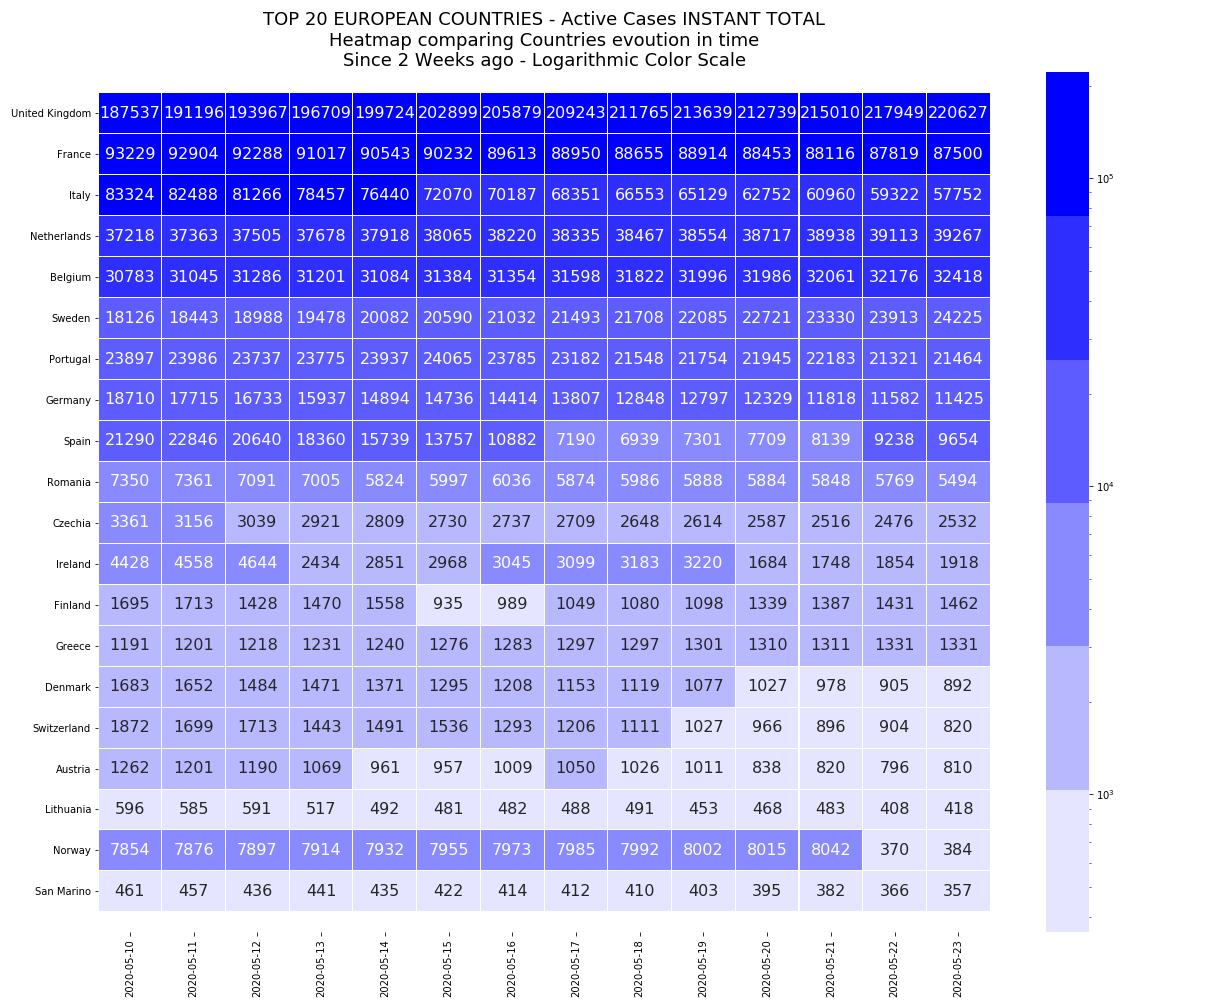 TOP 20 EUROPEAN COUNTRIES - Active Cases INSTANT TOTAL
Heatmap comparing Countries evoution in time
Since 2 Weeks ago - Logarithmic Color Scale
United Kingdom 187537 191196 193967 196709 199724 202899 205879 209243 211765 213639 212739 215010 217949 220627
France 93229 92904 92288 91017 90543 90232 89613 88950 88655 88914 88453 88116 87819 87500
Italy 83324 82488 81266 78457 76440 72070 70187 68351 66553 65129 62752 60960 59322 57752
Netherlands 37218 37363 37505 37678 37918 38065 38220 38335 38467 38554 38717 38938 39113 39267
Belgium 30783 31045 31286 31201 31084 31384 31354 31598 31822 31996 31986 32061 32176 32418
Sweden 18126 18443 18988 19478 20082 20590 21032 21493 21708 22085 22721 23330 23913 24225
Portugal 23897 23986 23737 23775 23937 24065 23785 23182 21548 21754 21945 22183 21321 21464
Germany 18710 17715 16733 15937 14894 14736 14414 13807 12848 12797 12329 11818 11582 11425
Spain 21290 22846 20640 18360 15739 13757 10882 7190 6939 7301 7709 8139 9238 9654
Romania 7350 7361 7091 7005 5824 5997 6036 5874 5986 5888 5884 5848 5769 5494
Czechia 3361 3156 3039 2921 2809 2730 2737 2709 2648 2614 2587 2516 2476 2532
Ireland 4428 4558 4644 2434 2851 2968 3045 3099 3183 3220 1684 1748 1854 1918
Finland 1695 1713 1428 1470 1558 935 989 1049 1080 1098 1339 1387 1431 1462
Greece 1191 1201 1218 1231 1240 1276 1283 1297 1297 1301 1310 1311 1331 1331
Denmark 1683 1652 1484 1471 1371 1295 1208 1153 1119 1077 1027 978 905 892
Switzerland 1872 1699 1713 1443 1491 1536 1293 1206 1111 1027 966 896 904 820
Austria 1262 1201 1190 1069 961 957 1009 1050 1026 1011 838 820 796 810
Lithuania 596 585 591 517 492 481 482 488 491 453 468 483 408 418
Norway 7854 7876 7897 7914 7932 7955 7973 7985 7992 8002 8015 8042 370 384
San Marino 461 457 436 441 435 422 414 412 410 403 395 382 366 357
2020-05-10 2020-05-11 2020-05-12 2020-05-13 2020-05-14 2020-05-15 2020-05-16 2020-05-17 2020-05-18 2020-05-19 2020-05-20 2020-05-21 2020-05-22 2020-05-23
10⁵
10⁴
10³